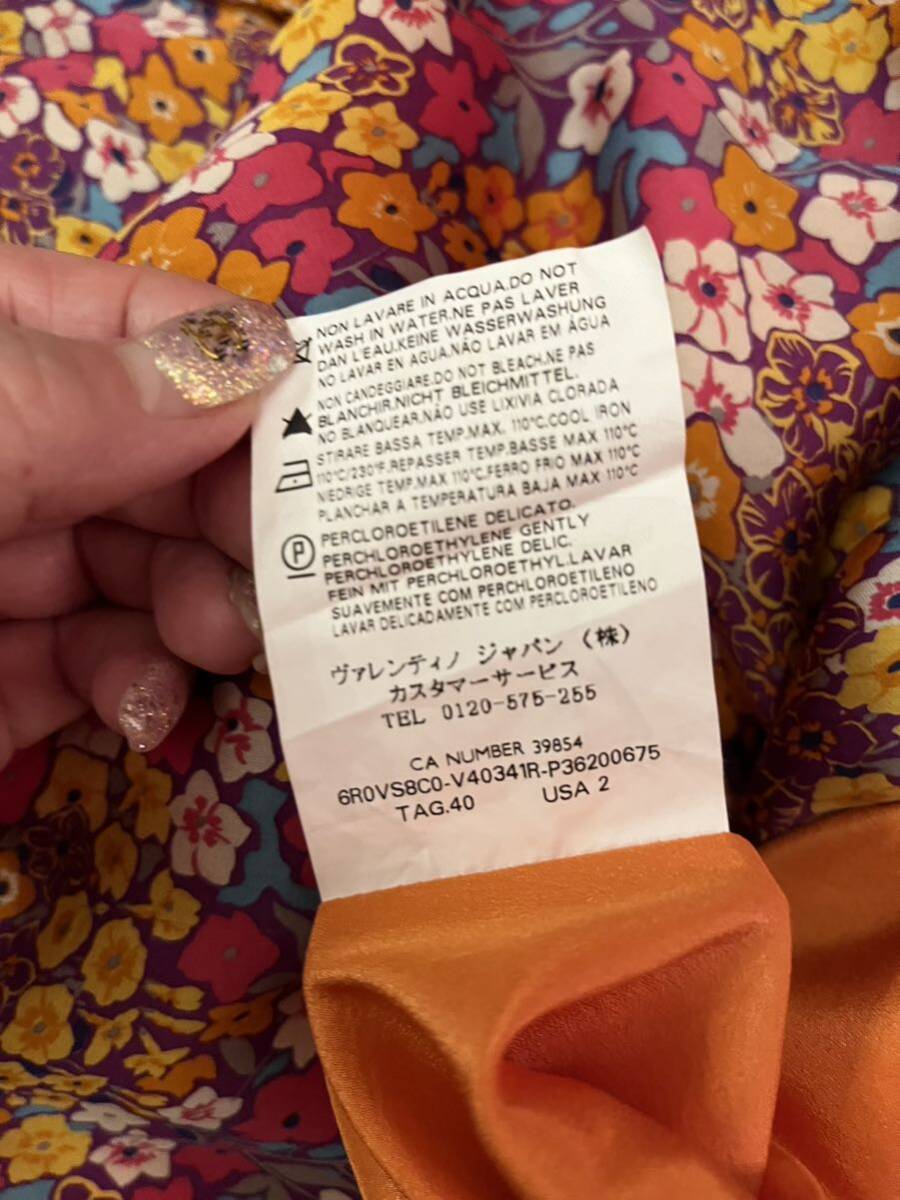 NON LAVARE IN ACQUA.DO NOT
WASH IN WATER.NE PAS LAVER
DAN L'EAU.KEINE WASSERWASHUNG
NO LAVAR EN AGUA.NÃO LAVAR EM ÁGUA
NON CANDEGGIARE.DO NOT BLEACH.NE PAS
BLANCHIR.NICHT BLEICHMITTEL.
NO BLANQUEAR.NÃO USE LIXIVIA CLORADA
STIRARE BASSA TEMP.MAX. 110°C.COOL IRON
110°C/230°F.REPASSER TEMP.BASSE MAX 110°C
NIEDRIGE TEMP.MAX 110°C.FERRO FRIO MAX 110°C
PLANCHAR A TEMPERATURA BAJA MAX 110°C
P
PERCLOROETILENE DELICATO.
PERCHLOROETHYLENE GENTLY
PERCHLOROETHYLENE DELIC.
FEIN MIT PERCHLOROETHYL.LAVAR
SUAVEMENTE COM PERCHLOROETILENO
LAVAR DELICADAMENTE COM PERCLOROETILENO
ヴァレンティノ ジャパン (株)
カスタマーサービス
TEL 0120-575-255
CA NUMBER 39854
6R0VS8C0-V40341R-P36200675
TAG.40 USA 2